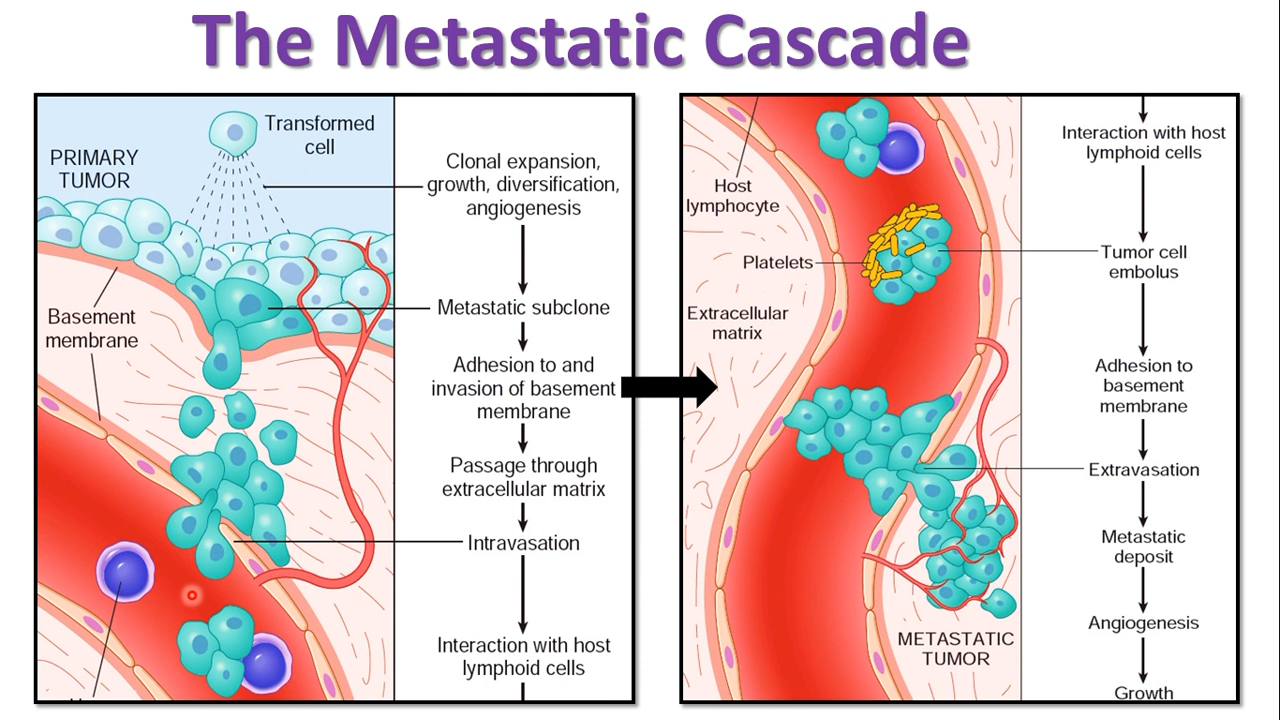 The Metastatic Cascade
Transformed
cell
PRIMARY
TUMOR
Basement
membrane
Clonal expansion,
growth, diversification,
angiogenesis
Metastatic subclone
Adhesion to and
invasion of basement
membrane
Passage through
extracellular matrix
Intravasation
Interaction with host
lymphoid cells
Host
lymphocyte
Platelets
Extracellular
matrix
METASTATIC
TUMOR
Interaction with host
lymphoid cells
Tumor cell
embolus
Adhesion to
basement
membrane
Extravasation
Metastatic
deposit
Angiogenesis
Growth